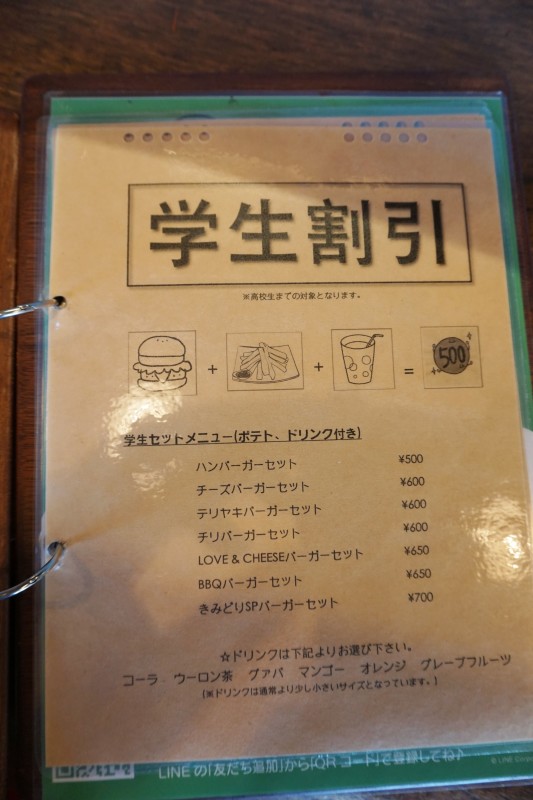 学生割引
※高校生までの対象となります。
+ + = 500
学生セットメニュー(ポテト、ドリンク付き)
ハンバーガーセット ¥500
チーズバーガーセット ¥600
テリヤキバーガーセット ¥600
チリバーガーセット ¥600
LOVE & CHEESEバーガーセット ¥650
BBQバーガーセット ¥650
きみどりSPバーガーセット ¥700
☆ドリンクは下記よりお選び下さい。
コーラ ウーロン茶 グァバ マンゴー オレンジ グレープフルーツ
(※ドリンクは通常より少し小さいサイズとなっています。)
LINEの「友だち追加」から「QRコード」で登録してね♪